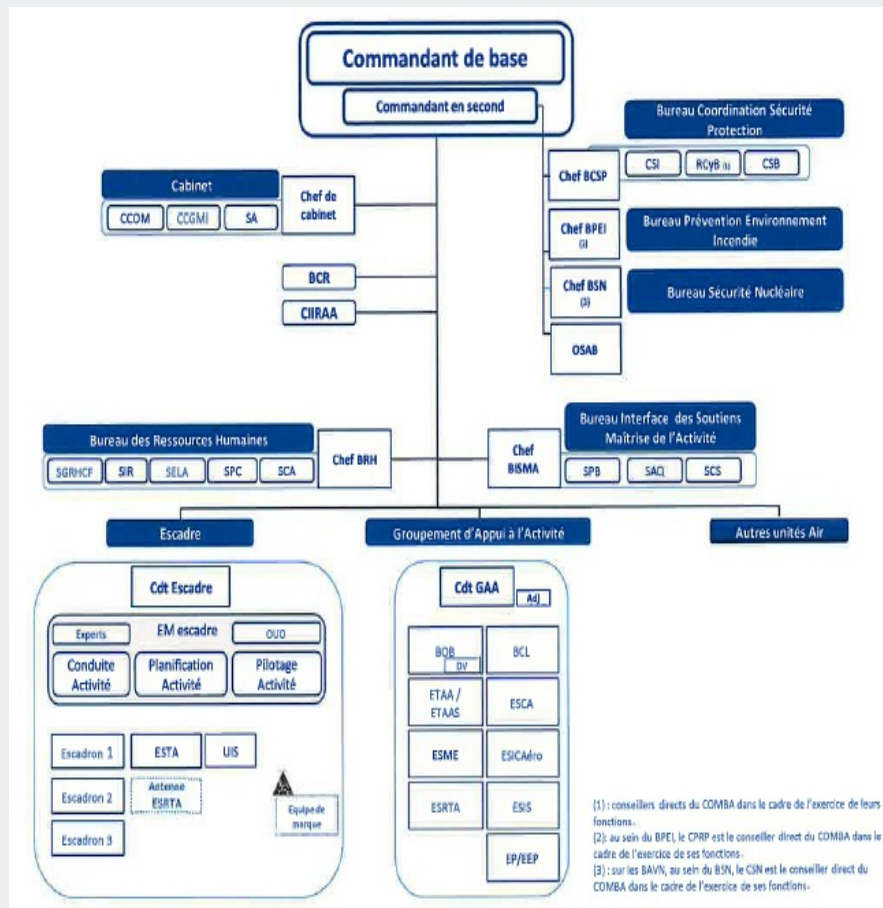 Commandant de base
Commandant en second
Bureau Coordination Sécurité
Protection
Chef BCSP
CSI
RCyB (1)
CSB
Cabinet
CCOM
CCGMI
SA
Chef de
cabinet
Chef BPEI
(2)
Bureau Prévention Environnement
Incendie
BCR
Chef BSN
(3)
Bureau Sécurité Nucléaire
CIIRAA
OSAB
Bureau des Ressources Humaines
SGRHCF
SIR
SELA
SPC
SCA
Chef BRH
Chef
BISMA
Bureau Interface des Soutiens
Maîtrise de l'Activité
SPB
SAQ
SCS
Escadre
Groupement d'Appui à l'Activité
Autres unités Air
Cdt Escadre
Experts
EM escadre
OUO
Conduite
Activité
Planification
Activité
Pilotage
Activité
Escadron 1
ESTA
UIS
Escadron 2
Antenne
ESRTA
Equipe de
marque
Escadron 3
Cdt GAA
Adj
BOB
DV
BCL
ETAA /
ETAAS
ESCA
ESME
ESICAéro
ESRTA
ESIS
EP/EEP
(1) : conseillers directs du COMBA dans le cadre de l'exercice de leurs
fonctions.
(2): au sein du BPEI, le CPRP est le conseiller direct du COMBA dans le
cadre de l'exercice de ses fonctions.
(3) : sur les BAVN, au sein du BSN, le CSN est le conseiller direct du
COMBA dans le cadre de l'exercice de ses fonctions.